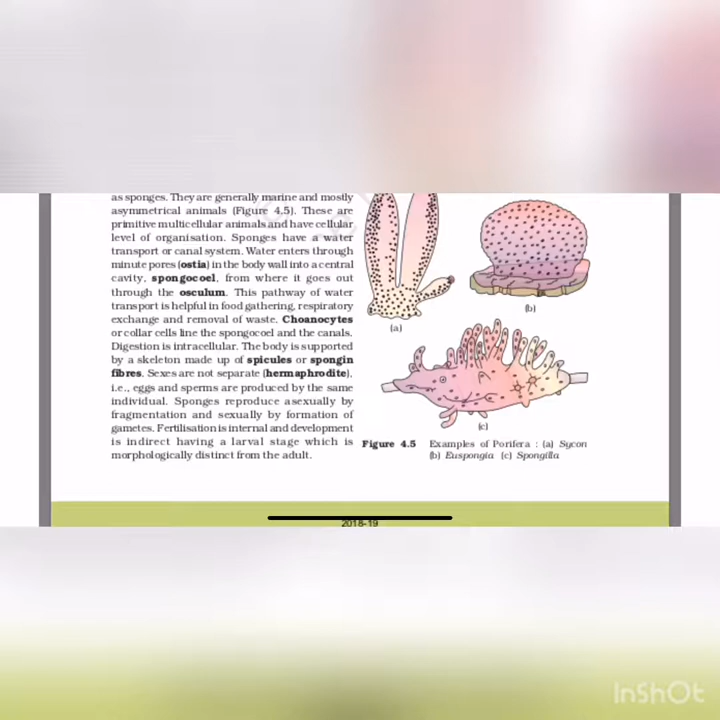 as sponges. They are generally marine and mostly
asymmetrical animals (Figure 4.5). These are
primitive multicellular animals and have cellular
level of organisation. Sponges have a water
transport or canal system. Water enters through
minute pores (ostia) in the body wall into a central
cavity, spongocoel, from where it goes out
through the osculum. This pathway of water
transport is helpful in food gathering, respiratory
exchange and removal of waste. Choanocytes
or collar cells line the spongocoel and the canals.
Digestion is intracellular. The body is supported
by a skeleton made up of spicules or spongin
fibres. Sexes are not separate (hermaphrodite),
i.e., eggs and sperms are produced by the same
individual. Sponges reproduce asexually by
fragmentation and sexually by formation of
gametes. Fertilisation is internal and development
is indirect having a larval stage which is
morphologically distinct from the adult.
(a)
(b)
(c)
Figure 4.5 Examples of Porifera : (a) Sycon
(b) Euspongia (c) Spongilla
2018-19
InShOt